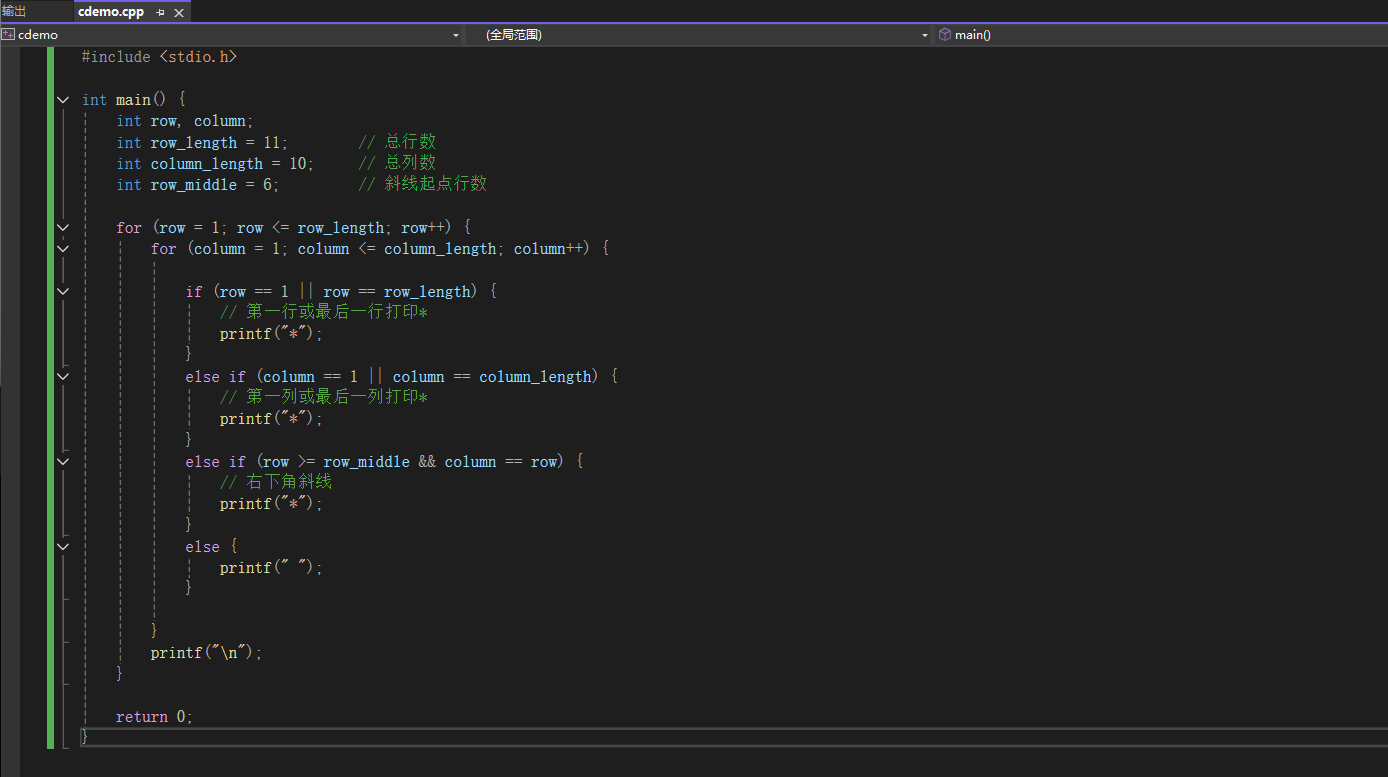 输出 cdemo.cpp
cdemo (全局范围) main()
#include <stdio.h>
int main() {
int row, column;
int row_length = 11; // 总行数
int column_length = 10; // 总列数
int row_middle = 6; // 斜线起点行数
for (row = 1; row <= row_length; row++) {
for (column = 1; column <= column_length; column++) {
if (row == 1 || row == row_length) {
// 第一行或最后一行打印*
printf("*");
}
else if (column == 1 || column == column_length) {
// 第一列或最后一列打印*
printf("*");
}
else if (row >= row_middle && column == row) {
// 右下角斜线
printf("*");
}
else {
printf(" ");
}
}
printf("\n");
}
return 0;
}